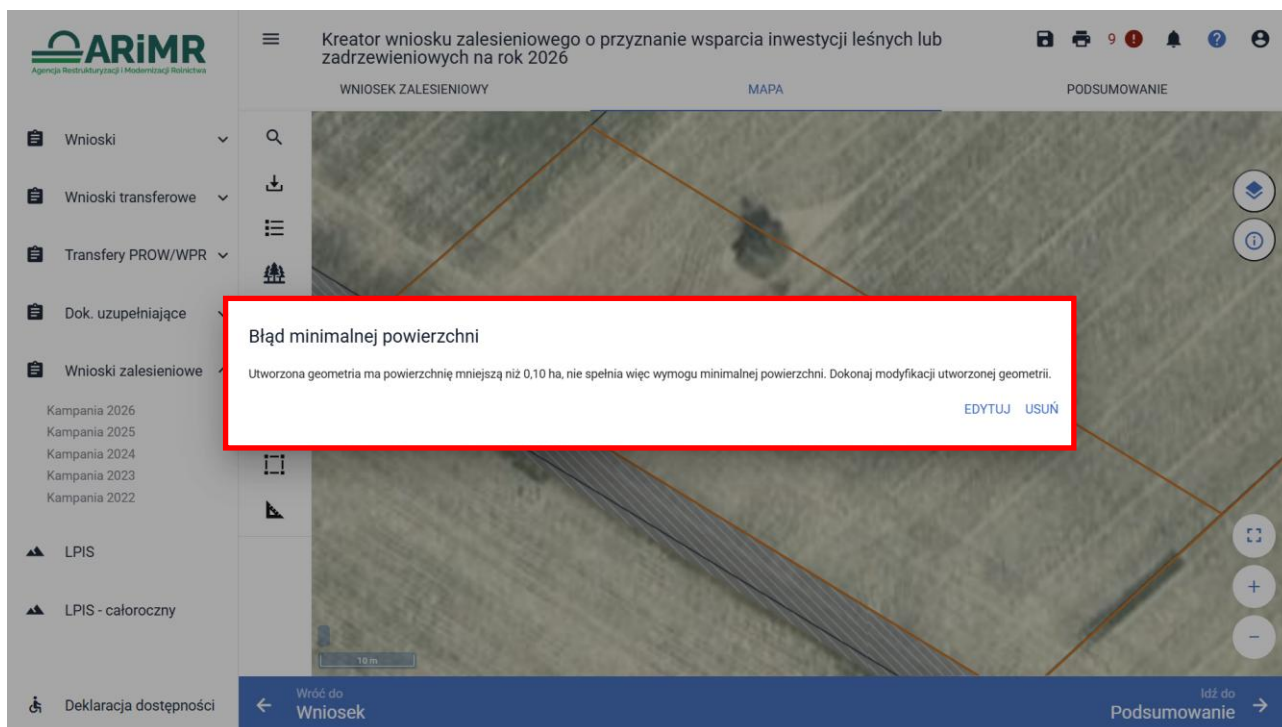 ARiMR
Agencja Restrukturyzacji i Modernizacji Rolnictwa
Kreator wniosku zalesieniowego o przyznanie wsparcia inwestycji leśnych lub
zadrzewieniowych na rok 2026
9
WNIOSEK ZALESIENIOWY
MAPA
PODSUMOWANIE
Wnioski
Wnioski transferowe
Transfery PROW/WPR
Dok. uzupełniające
Wnioski zalesieniowe
Kampania 2026
Kampania 2025
Kampania 2024
Kampania 2023
Kampania 2022
LPIS
LPIS - całoroczny
Deklaracja dostępności
Błąd minimalnej powierzchni
Utworzona geometria ma powierzchnię mniejszą niż 0,10 ha, nie spełnia więc wymogu minimalnej powierzchni. Dokonaj modyfikacji utworzonej geometrii.
EDYTUJ USUŃ
10 m
Wróć do
Wniosek
Idź do
Podsumowanie